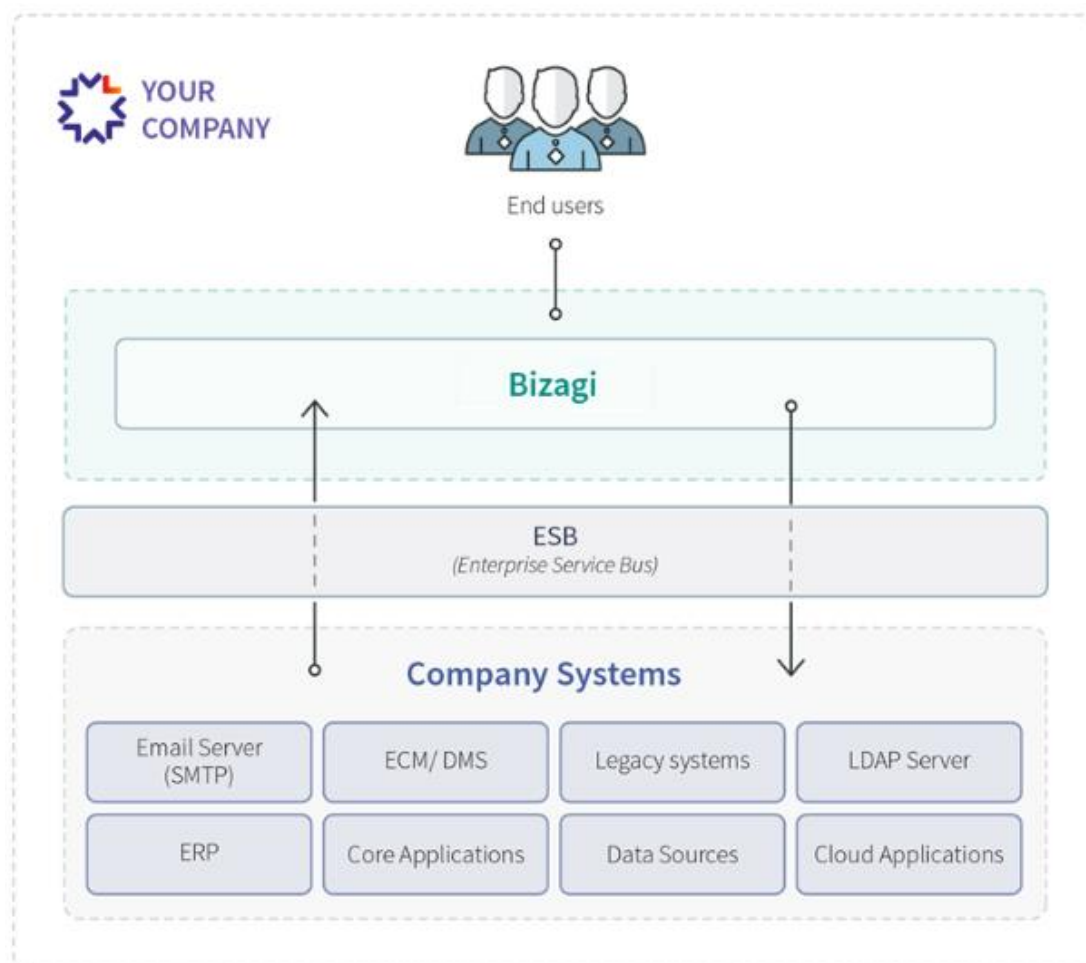 YOUR
COMPANY
End users
Bizagi
ESB
(Enterprise Service Bus)
Company Systems
Email Server
(SMTP)
ECM/ DMS
Legacy systems
LDAP Server
ERP
Core Applications
Data Sources
Cloud Applications